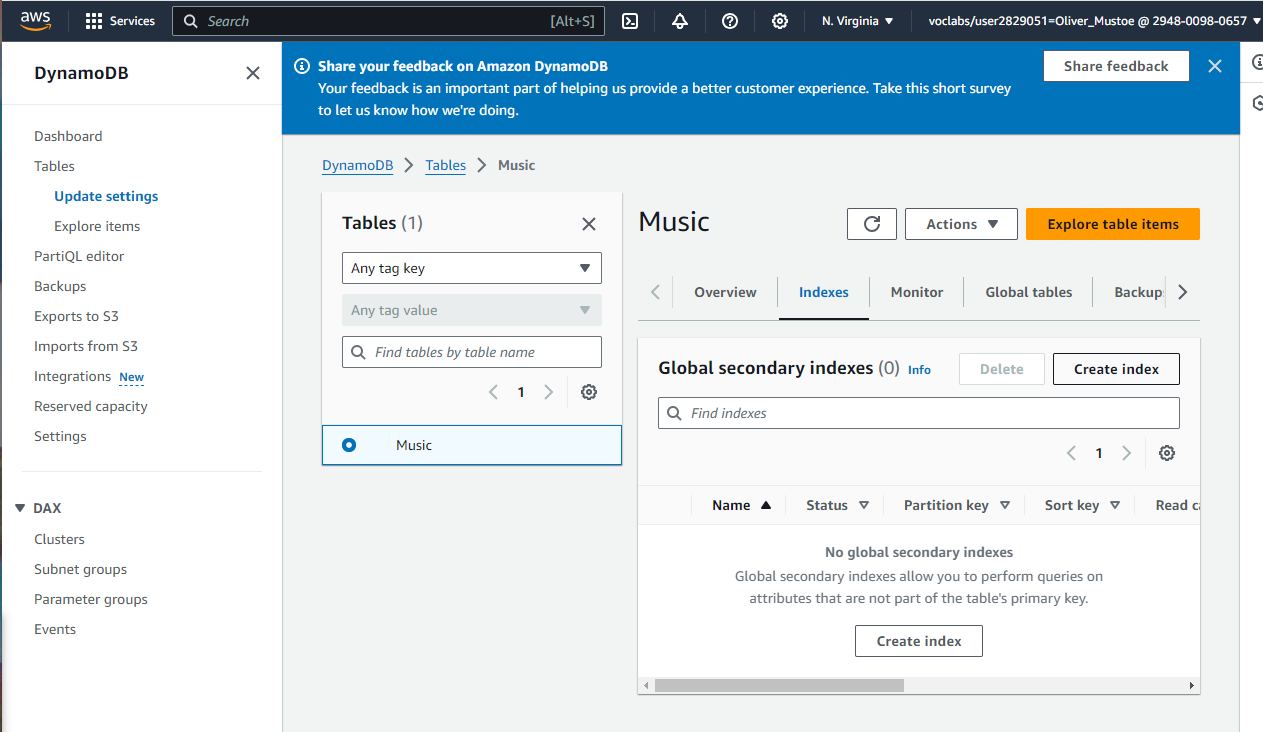 aws
Services
Search [Alt+S]
N. Virginia
voclabs/user2829051=Oliver_Mustoe @ 2948-0098-0657
DynamoDB
Dashboard
Tables
Update settings
Explore items
PartiQL editor
Backups
Exports to S3
Imports from S3
Integrations New
Reserved capacity
Settings
DAX
Clusters
Subnet groups
Parameter groups
Events
Share your feedback on Amazon DynamoDB
Your feedback is an important part of helping us provide a better customer experience. Take this short survey
to let us know how we're doing.
Share feedback
DynamoDB Tables Music
Tables (1)
Any tag key
Any tag value
Find tables by table name
1
Music
Music
Actions
Explore table items
Overview Indexes Monitor Global tables Backup
Global secondary indexes (0) Info
Delete
Create index
Find indexes
1
Name Status Partition key Sort key Read
No global secondary indexes
Global secondary indexes allow you to perform queries on
attributes that are not part of the table's primary key.
Create index